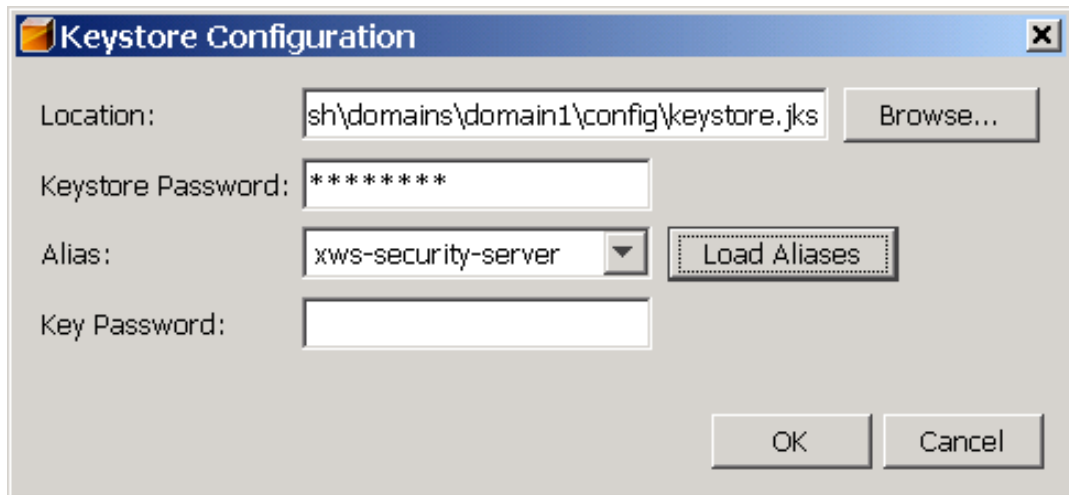 Keystore Configuration
Location: sh\domains\domain1\config\keystore.jks Browse...
Keystore Password: ********
Alias: xws-security-server Load Aliases
Key Password:
OK Cancel